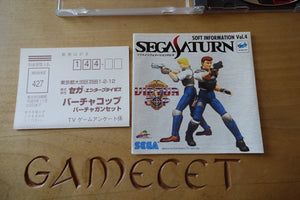 144-
427
東京都大田区羽田1-2-12
株式会社 セガ・エンタープライゼス
バーチャコップ
バーチャガンセット
TVゲームアンケート係
SOFT INFORMATION Vol.4
SEGA SATURN
VIRTUA COP
SEGA
GAMECET